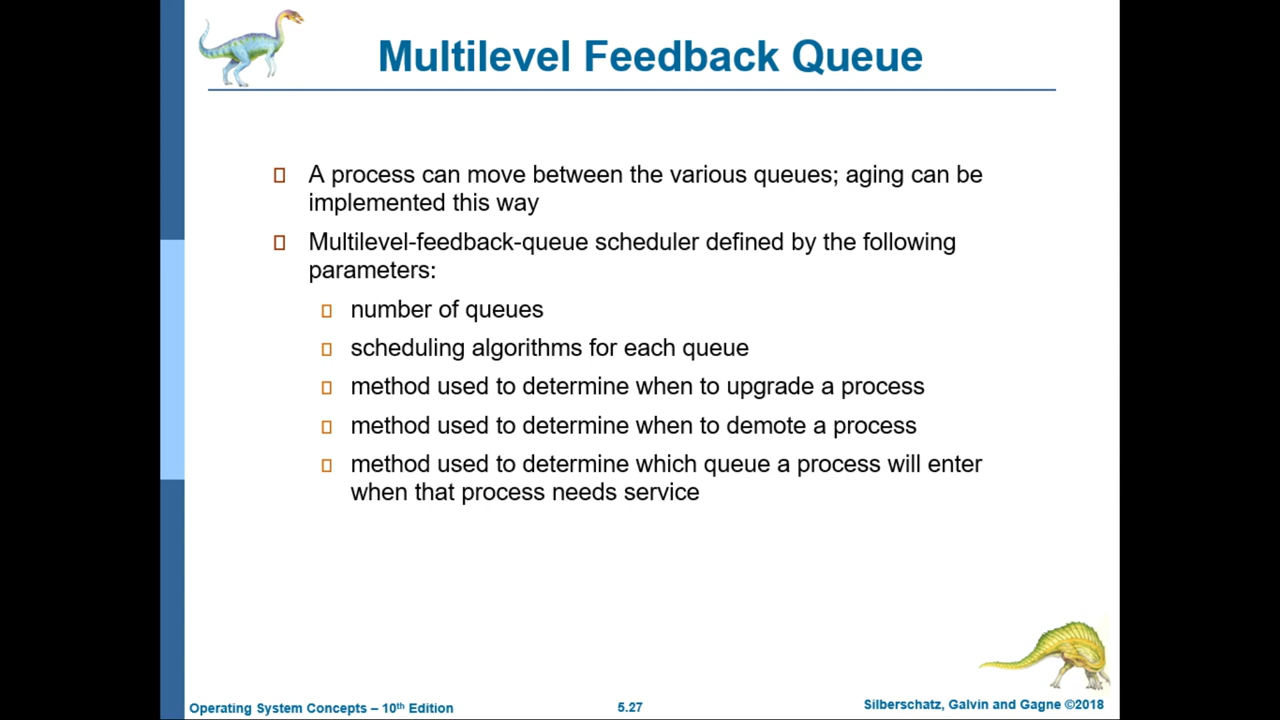 Multilevel Feedback Queue
A process can move between the various queues; aging can be
implemented this way
Multilevel-feedback-queue scheduler defined by the following
parameters:
number of queues
scheduling algorithms for each queue
method used to determine when to upgrade a process
method used to determine when to demote a process
method used to determine which queue a process will enter
when that process needs service
Operating System Concepts – 10th Edition
5.27
Silberschatz, Galvin and Gagne ©2018